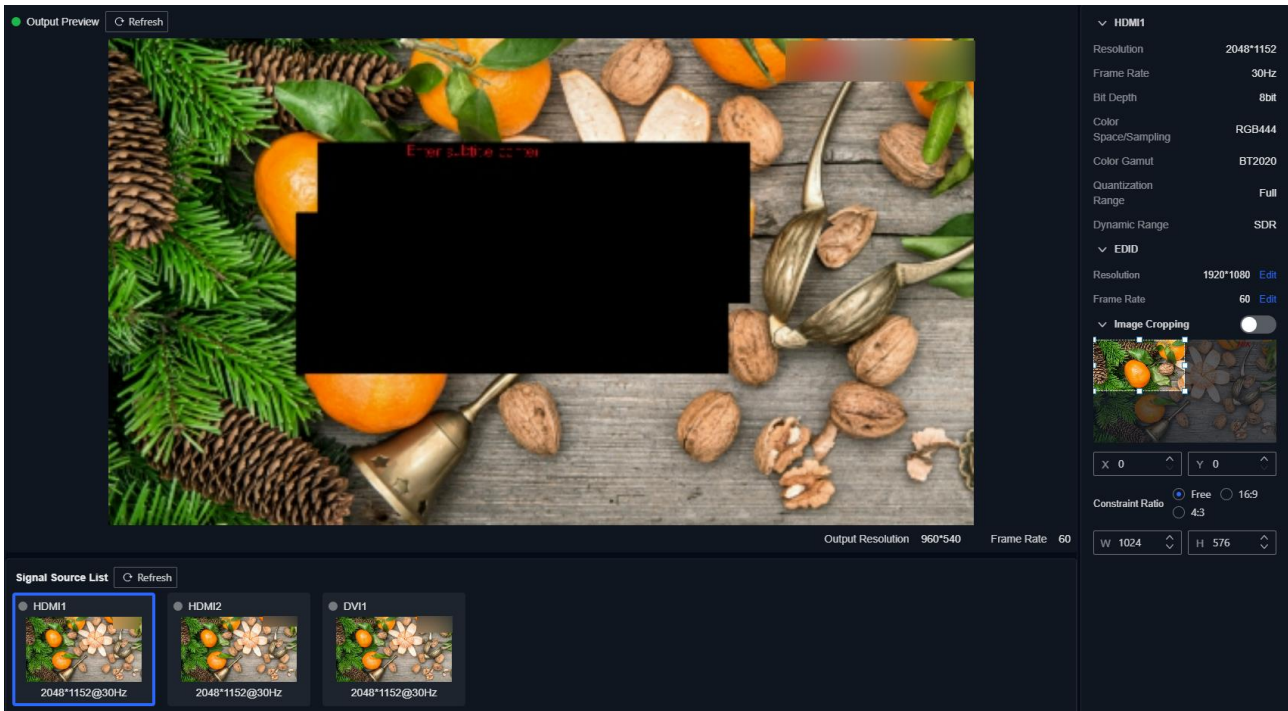 Output Preview Refresh
Output Resolution 960*540 Frame Rate 60
Signal Source List Refresh
HDMI1
2048*1152@30Hz
HDMI2
2048*1152@30Hz
DVI1
2048*1152@30Hz
HDMI1
Resolution 2048*1152
Frame Rate 30Hz
Bit Depth 8bit
Color
Space/Sampling RGB444
Color Gamut BT2020
Quantization
Range Full
Dynamic Range SDR
EDID
Resolution 1920*1080 Edit
Frame Rate 60 Edit
Image Cropping
X 0 Y 0
Constraint Ratio Free 16:9
4:3
W 1024 H 576